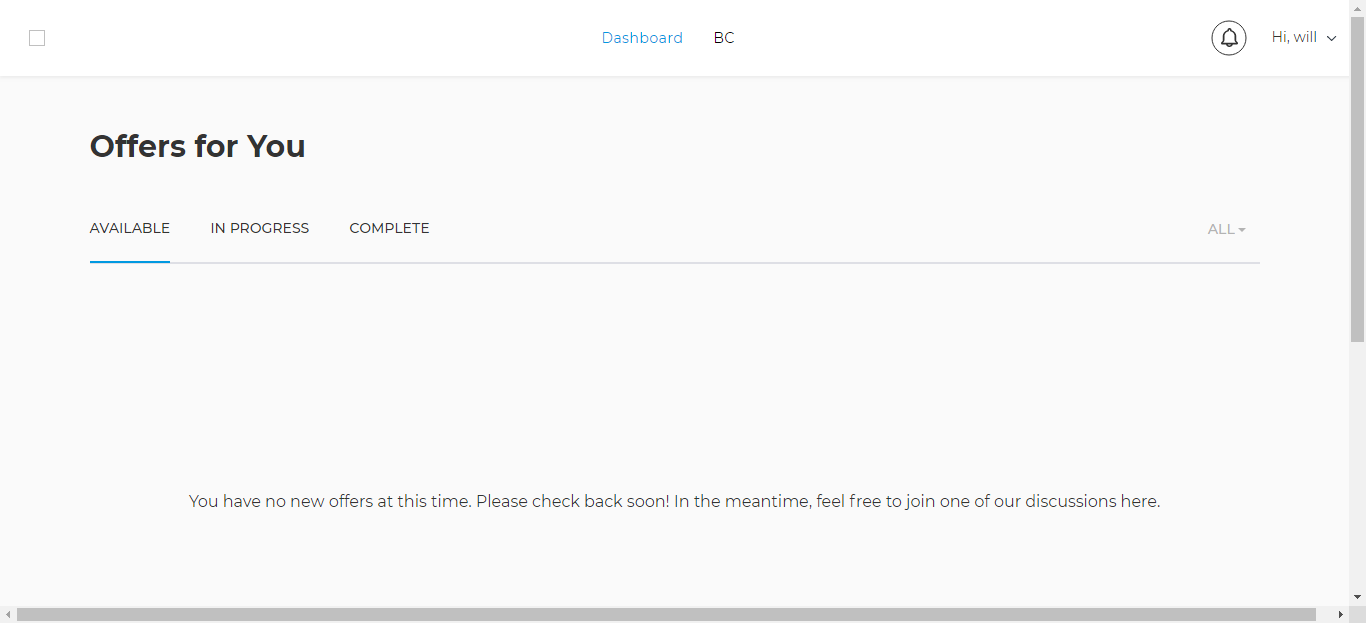 Dashboard BC Hi, will
Offers for You
AVAILABLE IN PROGRESS COMPLETE ALL
You have no new offers at this time. Please check back soon! In the meantime, feel free to join one of our discussions here.